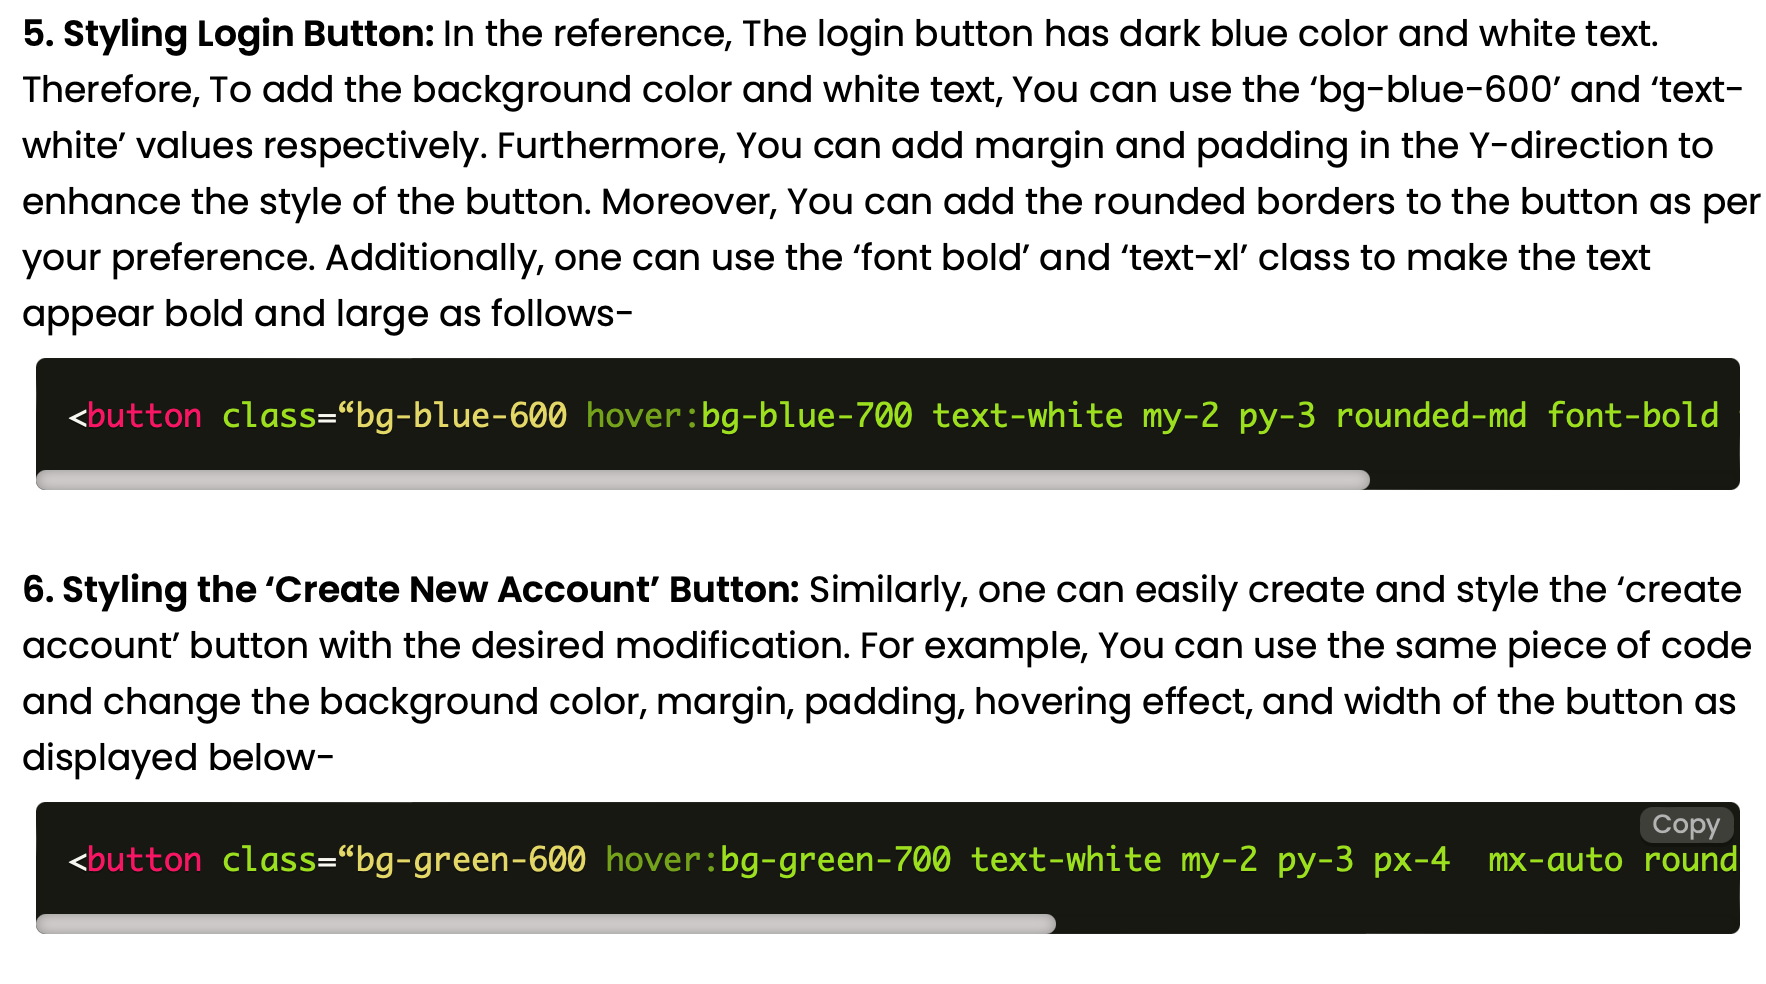 5. Styling Login Button: In the reference, The login button has dark blue color and white text.
Therefore, To add the background color and white text, You can use the ‘bg-blue-600’ and ‘text-
white’ values respectively. Furthermore, You can add margin and padding in the Y-direction to
enhance the style of the button. Moreover, You can add the rounded borders to the button as per
your preference. Additionally, one can use the ‘font bold’ and ‘text-xl’ class to make the text
appear bold and large as follows-
<button class=“bg-blue-600 hover:bg-blue-700 text-white my-2 py-3 rounded-md font-bold
6. Styling the ‘Create New Account’ Button: Similarly, one can easily create and style the ‘create
account’ button with the desired modification. For example, You can use the same piece of code
and change the background color, margin, padding, hovering effect, and width of the button as
displayed below-
Copy
<button class=“bg-green-600 hover:bg-green-700 text-white my-2 py-3 px-4  mx-auto round